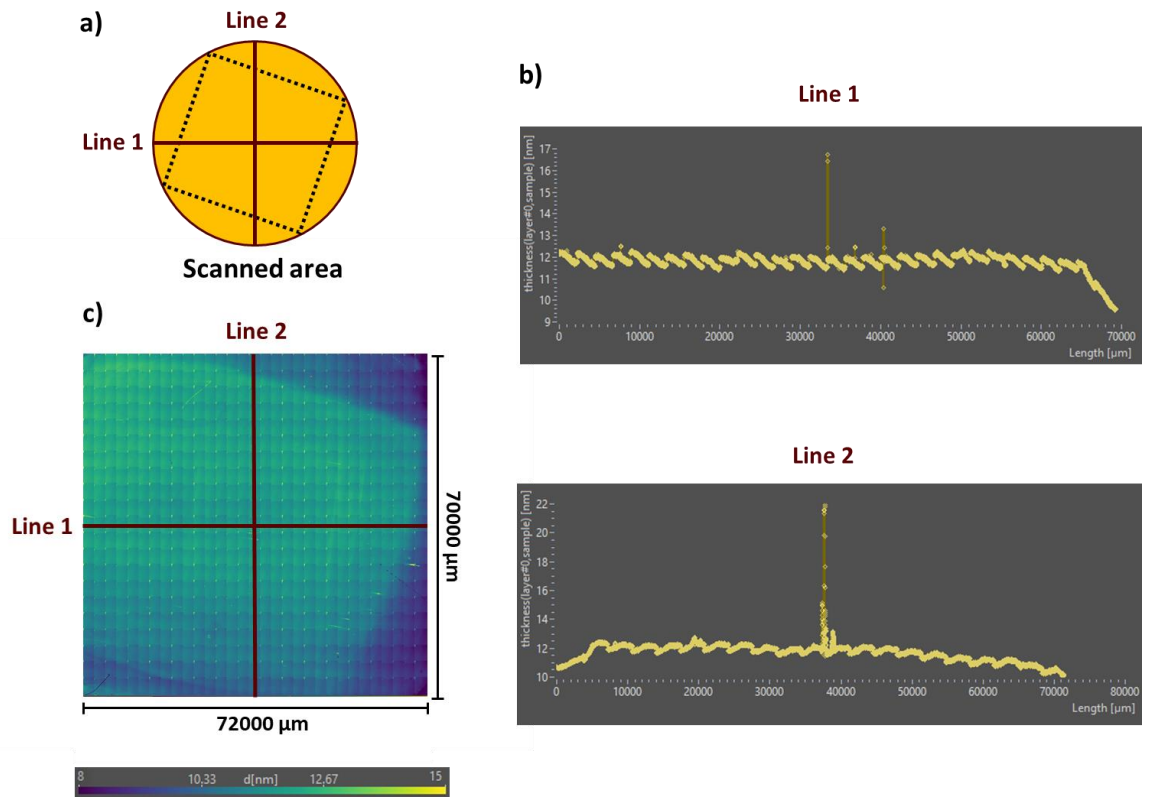 a)
Line 2
Line 1
Scanned area
b)
Line 1
thickness(layer#0,sample) [nm]
17
16
15
14
13
12
11
10
9
0
10000
20000
30000
40000
50000
60000
70000
Length [µm]
c)
Line 2
Line 1
70000 µm
72000 µm
8
10,33
d[nm]
12,67
15
Line 2
thickness(layer#0,sample) [nm]
22
20
18
16
14
12
10
0
10000
20000
30000
40000
50000
60000
70000
80000
Length [µm]